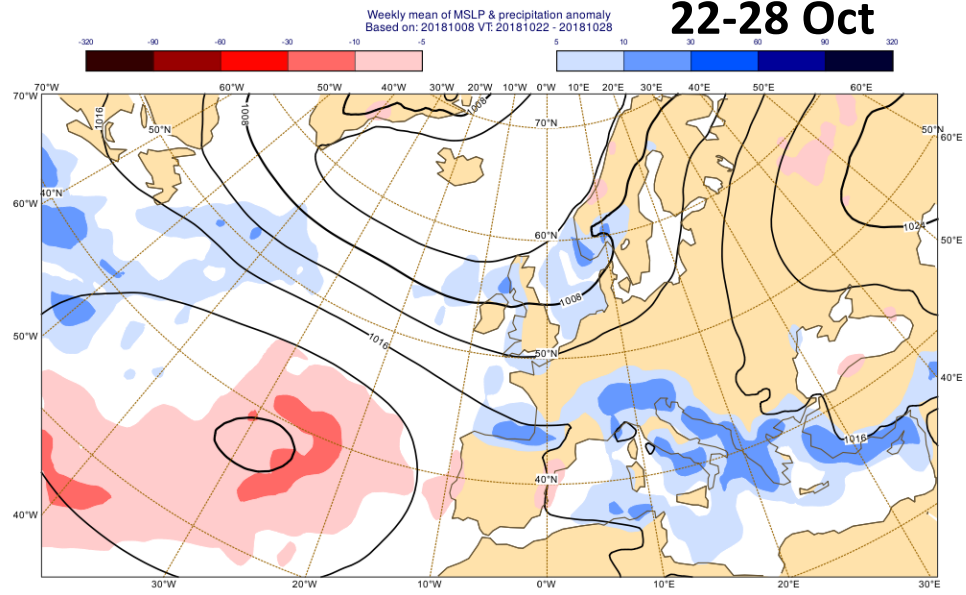 Weekly mean of MSLP & precipitation anomaly
22-28 Oct
Based on: 20181008 VT: 20181022 - 20181028
-320 -90 -60 -30 -10 -5 5 10 30 60 90 320
70°W 60°W 50°W 40°W 30°W 20°W 10°W 0°E 10°E 20°E 30°E 40°E 50°E 60°E
70°W 1016 1008 1008
50°N 70°N 50°N 60°E
40°N
60°W 60°N 1024 50°E
1008
50°W 1016 50°N
40°E
1016
40°N
40°W
30°W 20°W 10°W 0°W 10°E 20°E 30°E